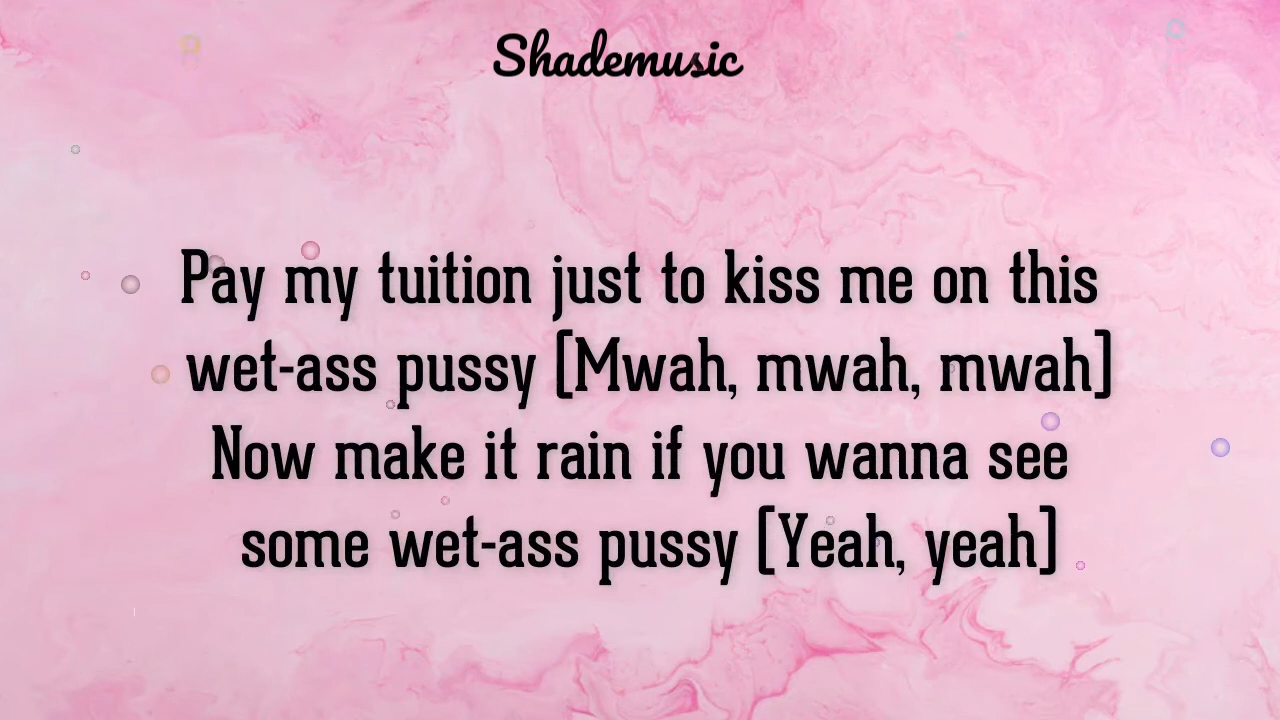 Shademusic
Pay my tuition just to kiss me on this
wet-ass pussy [Mwah, mwah, mwah]
Now make it rain if you wanna see
some wet-ass pussy [Yeah, yeah]